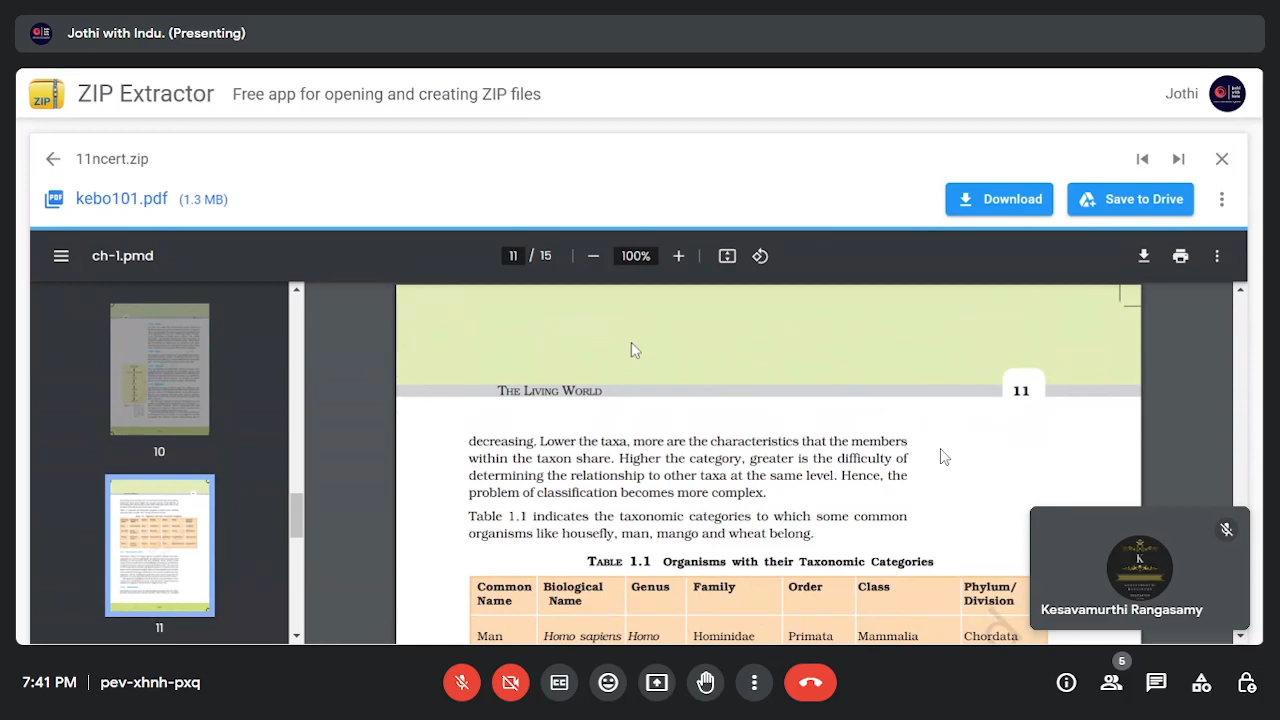 Jothi with Indu. (Presenting)
ZIP
ZIP Extractor
Free app for opening and creating ZIP files
Jothi
11ncert.zip
PDF
kebo101.pdf (1.3 MB)
Download
Save to Drive
ch-1.pmd
11 / 15
100%
10
11
THE LIVING WORLD
11
decreasing. Lower the taxa, more are the characteristics that the members
within the taxon share. Higher the category, greater is the difficulty of
determining the relationship to other taxa at the same level. Hence, the
problem of classification becomes more complex.
Table 1.1 indicates the taxonomic categories to which some common
organisms like housefly, man, mango and wheat belong.
TABLE 1.1 Organisms with their Taxonomic Categories
Common Name Biological Name Genus Family Order Class Phylum/ Division
Man Homo sapiens Homo Hominidae Primata Mammalia Chordata
K
Kesavamurthi Rangasamy
7:41 PM | pev-xhnh-pxq
5